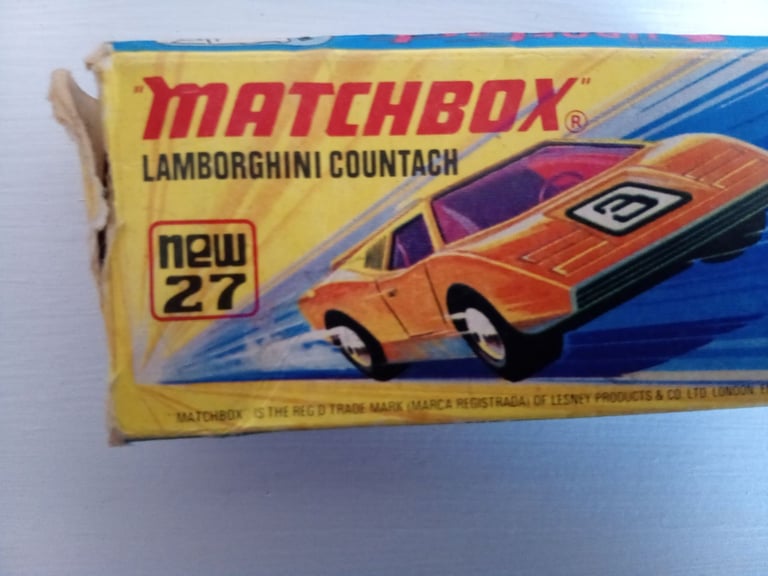 "MATCHBOX"®
LAMBORGHINI COUNTACH
3
new
27
MATCHBOX IS THE REG'D TRADE MARK (MARCA REGISTRADA) OF LESNEY PRODUCTS & CO. LTD. LONDON